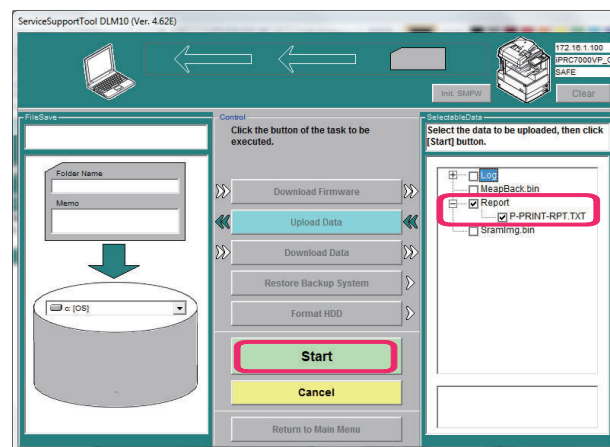 ServiceSupportTool DLM10 (Ver. 4.62E)
172.16.1.100
iPRC7000VP_C
SAFE
Init. SMPW
Clear
FileSave
Control
SelectableData
Click the button of the task to be
executed.
Select the data to be uploaded, then click
[Start] button.
Folder Name
Memo
c: [OS]
Download Firmware
Upload Data
Download Data
Restore Backup System
Format HDD
Start
Cancel
Return to Main Menu
Log
MeapBack.bin
Report
P-PRINT-RPT.TXT
SramImg.bin